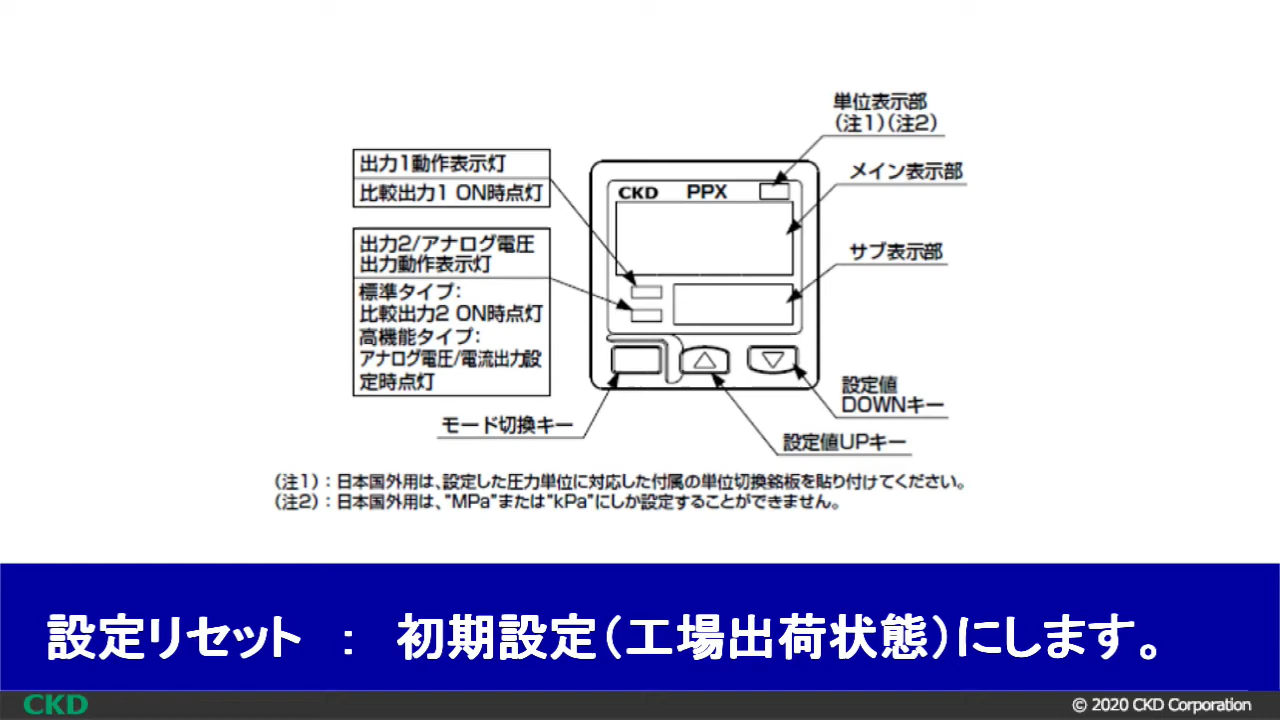 単位表示部
（注1）（注2）
メイン表示部
サブ表示部
出力1動作表示灯
比較出力1 ON時点灯
出力2/アナログ電圧
出力動作表示灯
標準タイプ：
比較出力2 ON時点灯
高機能タイプ：
アナログ電圧/電流出力設
定時点灯
CKD PPX
モード切換キー
設定値UPキー
設定値
DOWNキー
（注1）：日本国外用は、設定した圧力単位に対応した付属の単位切換銘板を貼り付けてください。
（注2）：日本国外用は、"MPa"または"kPa"にしか設定することができません。
設定リセット ： 初期設定（工場出荷状態）にします。
CKD
© 2020 CKD Corporation